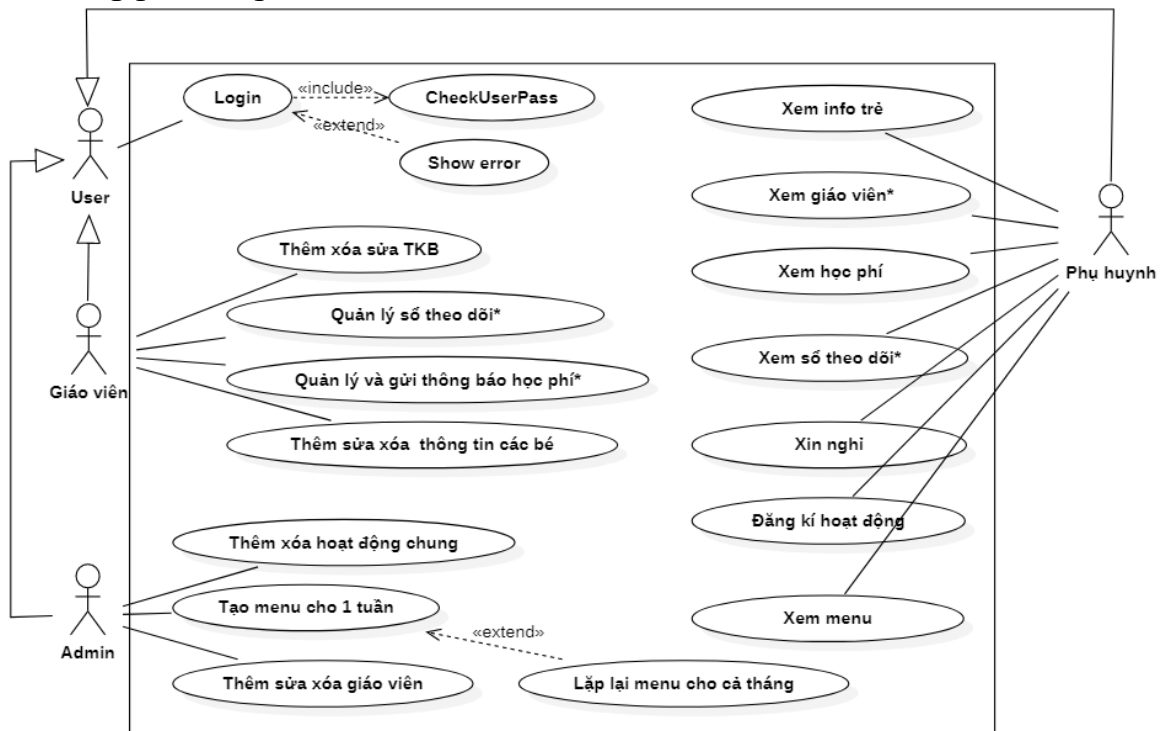 Login
«include»
CheckUserPass
«extend»
Show error
User
Thêm xóa sửa TKB
Quản lý sổ theo dõi*
Quản lý và gửi thông báo học phí*
Thêm sửa xóa thông tin các bé
Giáo viên
Thêm xóa hoạt động chung
Tạo menu cho 1 tuần
«extend»
Thêm sửa xóa giáo viên
Lặp lại menu cho cả tháng
Admin
Xem info trẻ
Xem giáo viên*
Xem học phí
Xem sổ theo dõi*
Xin nghỉ
Đăng kí hoạt động
Xem menu
Phụ huynh